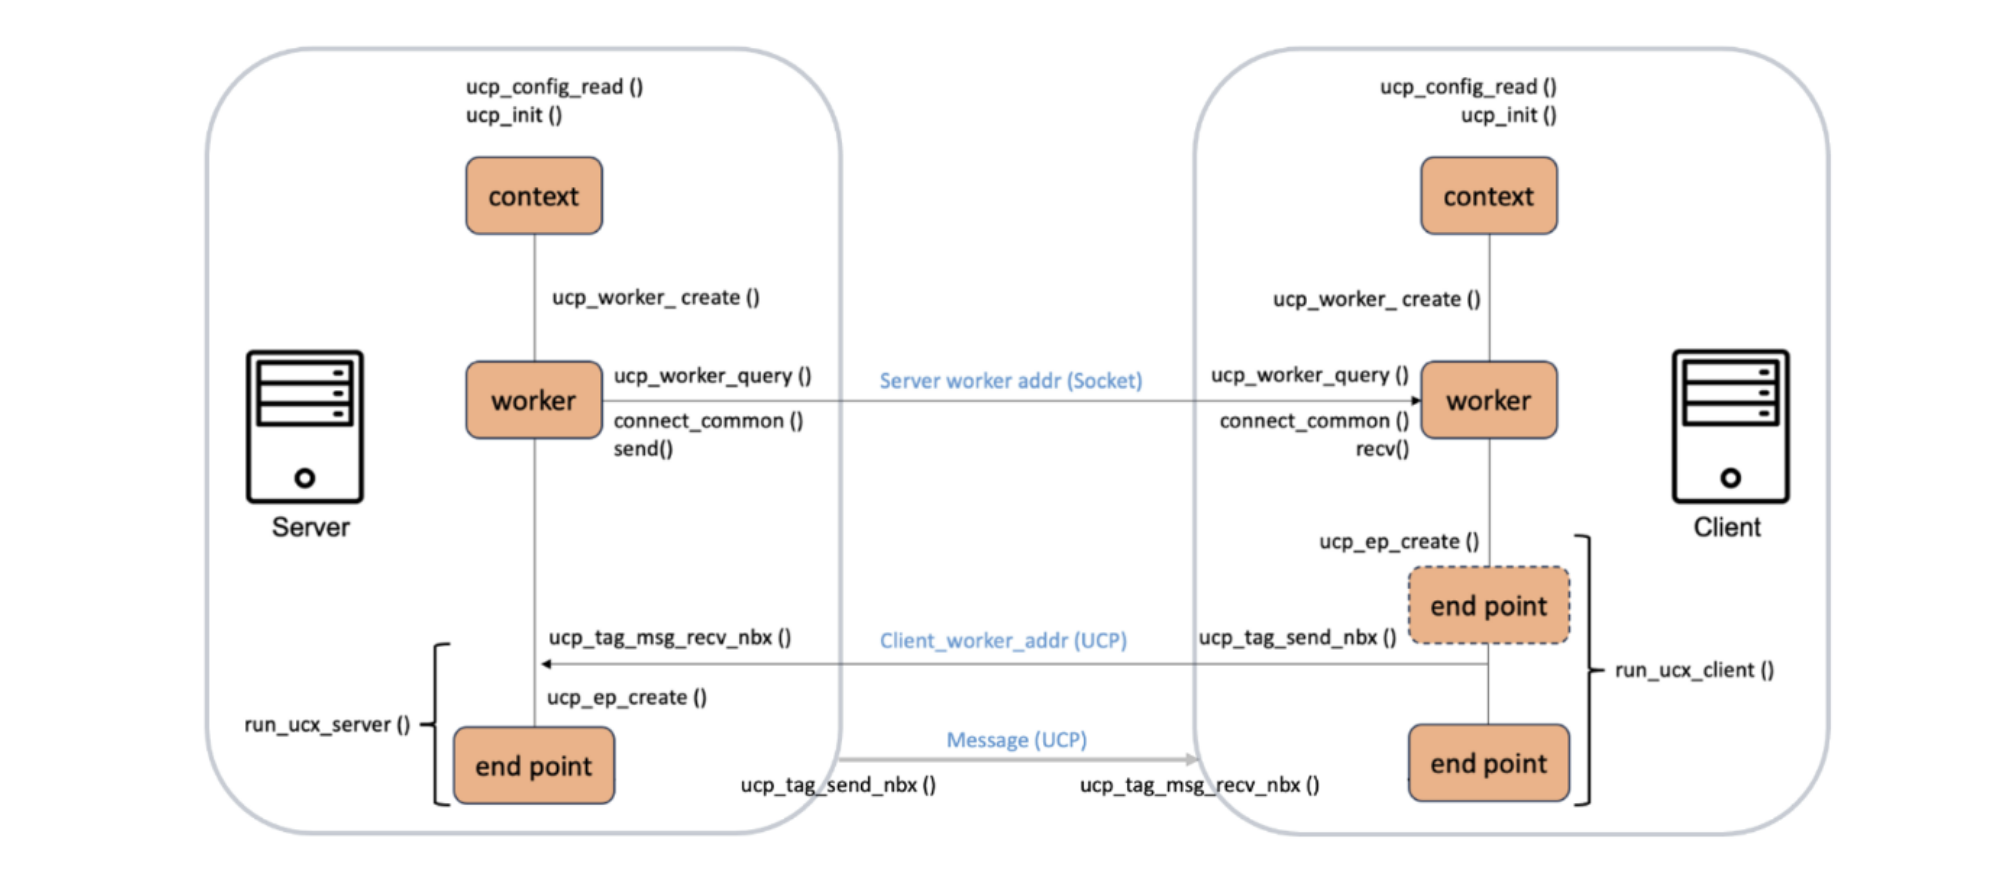 ucp_config_read ()
ucp_init ()
context
ucp_worker_ create ()
worker
ucp_worker_query ()
connect_common ()
send()
Server
ucp_tag_msg_recv_nbx ()
ucp_ep_create ()
run_ucx_server ()
end point
Server worker addr (Socket)
Client_worker_addr (UCP)
Message (UCP)
ucp_tag_send_nbx ()
ucp_tag_msg_recv_nbx ()
ucp_config_read ()
ucp_init ()
context
ucp_worker_ create ()
ucp_worker_query ()
worker
connect_common ()
recv()
Client
ucp_ep_create ()
end point
ucp_tag_send_nbx ()
run_ucx_client ()
end point